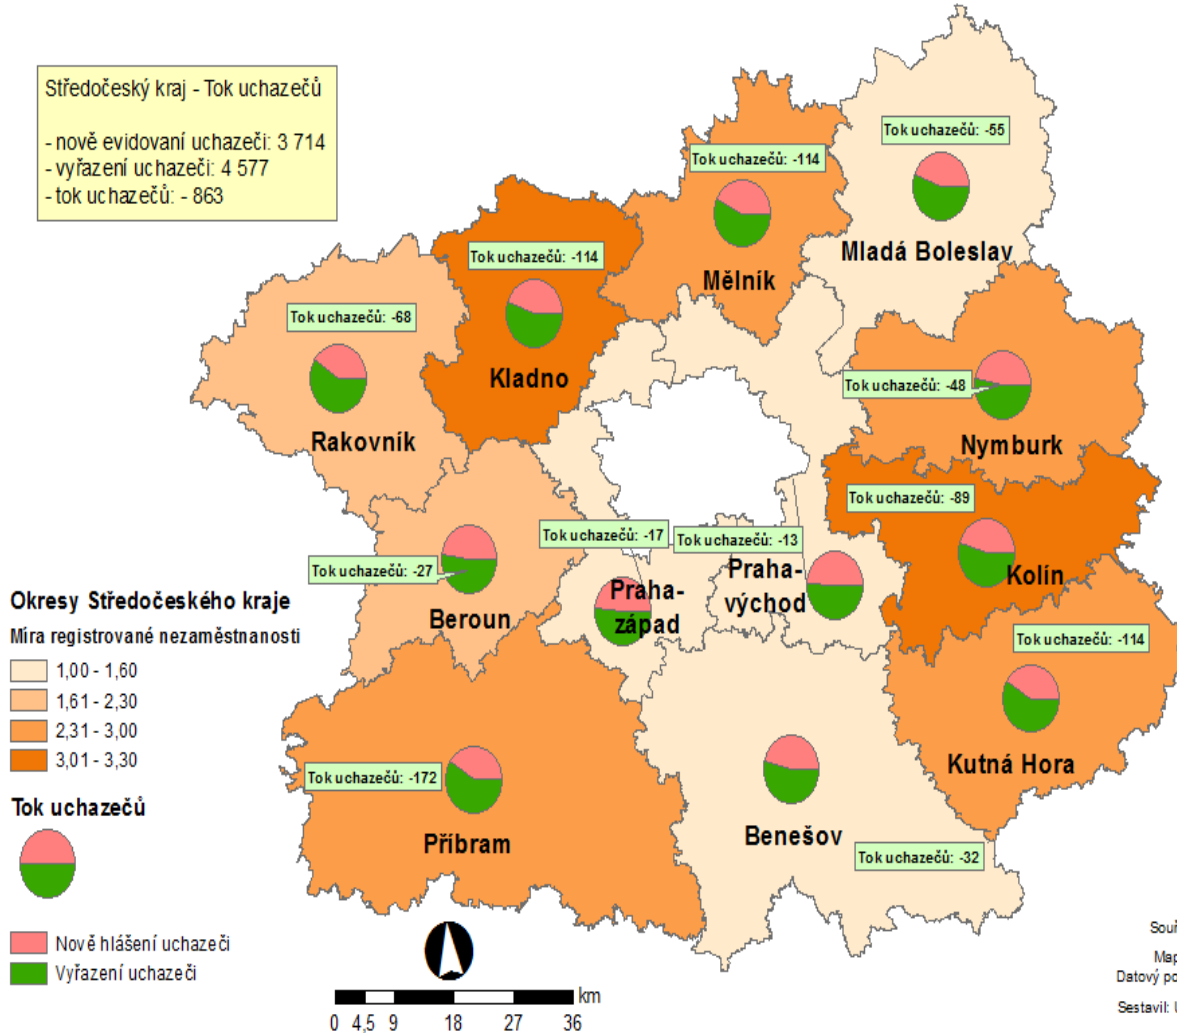 Středočeský kraj - Tok uchazečů
- nově evidovaní uchazeči: 3 714
- vyřazení uchazeči: 4 577
- tok uchazečů: - 863
Tok uchazečů: -55
Mladá Boleslav
Tok uchazečů: -114
Mělník
Tok uchazečů: -114
Kladno
Tok uchazečů: -68
Rakovník
Tok uchazečů: -48
Nymburk
Tok uchazečů: -89
Kolín
Tok uchazečů: -17
Praha-
západ
Tok uchazečů: -13
Praha-
východ
Tok uchazečů: -27
Beroun
Tok uchazečů: -114
Kutná Hora
Tok uchazečů: -172
Příbram
Benešov
Tok uchazečů: -32
Okresy Středočeského kraje
Míra registrované nezaměstnanosti
1,00 - 1,60
1,61 - 2,30
2,31 - 3,00
3,01 - 3,30
Tok uchazečů
Nově hlášení uchazeči
Vyřazení uchazeči
km
0 4,5 9 18 27 36
Souř
Map
Datový po
Sestavil: U